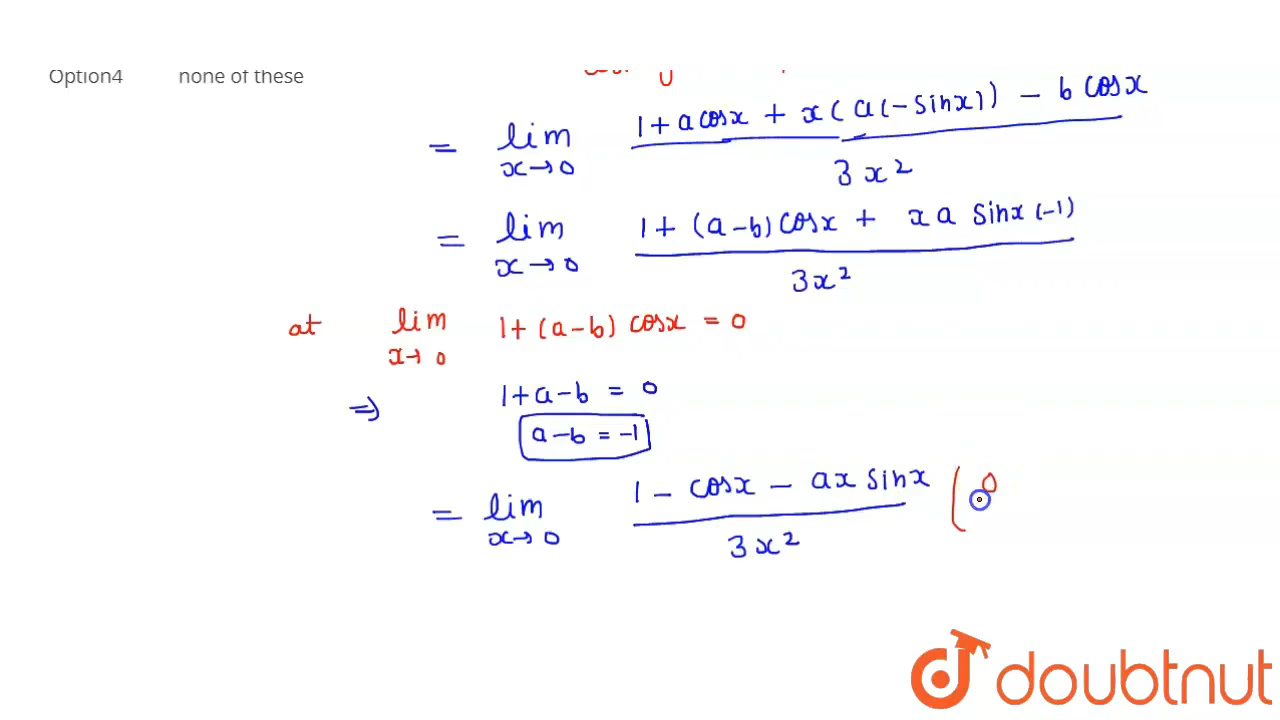 Option4 none of these
= lim x→0 1 + a cosx + x(a(-sinx)) - b cosx / 3x²
= lim x→0 1 + (a-b) cosx + x a sinx(-1) / 3x²
at lim x→0 1 + (a-b) cosx = 0
=> 1 + a - b = 0
a - b = -1
= lim x→0 1 - cosx - ax sinx / 3x² ( 0
doubtnut